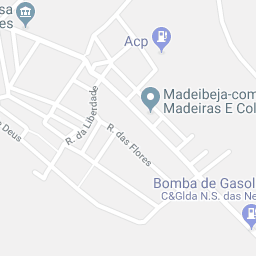 sa
es
Acp
Madeibeja-com
Madeiras E Col
R. da Liberdade
R. das Flores
e Deus
Bomba de Gasol
C&Glda N.S. das Ne